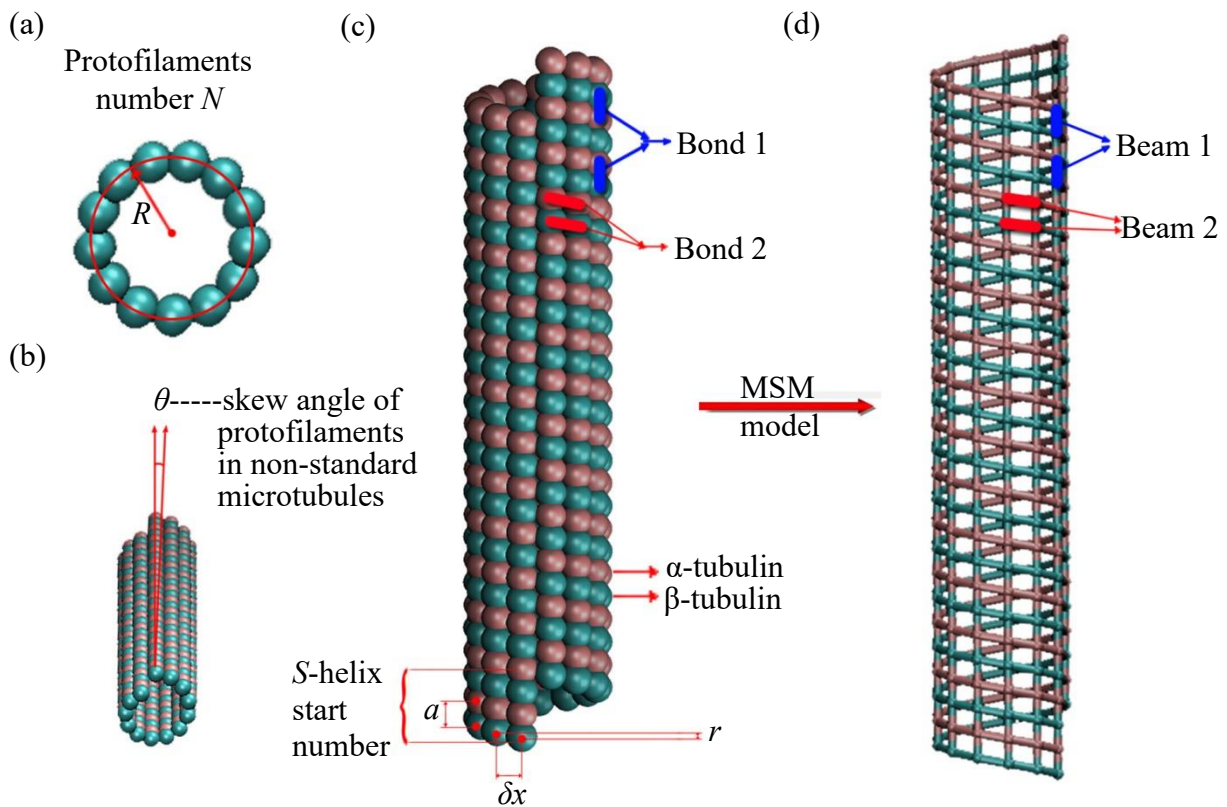 (a)
Protofilaments
number N
R
(b)
θ-----skew angle of
protofilaments
in non-standard
microtubules
(c)
Bond 1
Bond 2
α-tubulin
β-tubulin
S-helix
start
number
a
r
δx
MSM
model
(d)
Beam 1
Beam 2